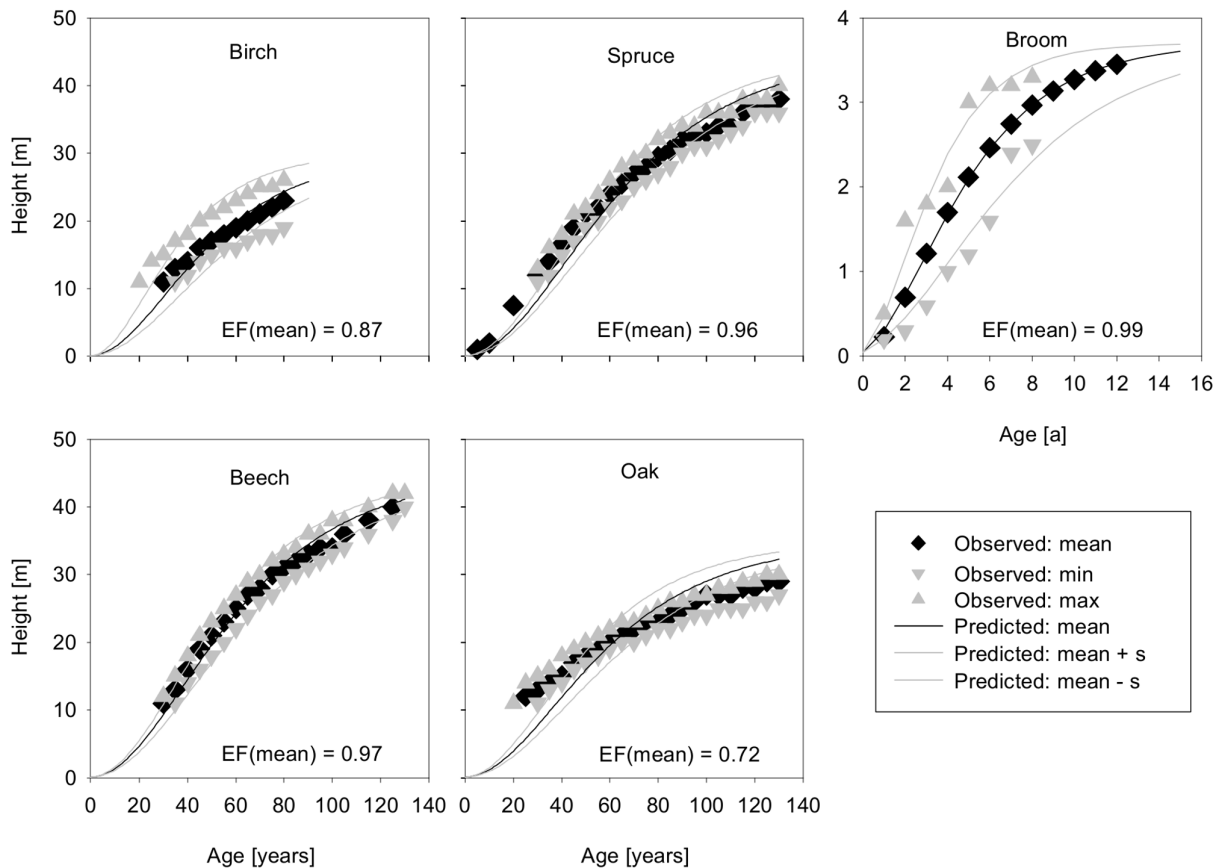 Birch
Height [m]
50
40
30
20
10
0
EF(mean) = 0.87
Spruce
EF(mean) = 0.96
Broom
4
3
2
1
0
EF(mean) = 0.99
0 2 4 6 8 10 12 14 16
Age [a]
Beech
Height [m]
50
40
30
20
10
0
EF(mean) = 0.97
0 20 40 60 80 100 120 140
Age [years]
Oak
EF(mean) = 0.72
0 20 40 60 80 100 120 140
Age [years]
Observed: mean
Observed: min
Observed: max
Predicted: mean
Predicted: mean + s
Predicted: mean - s